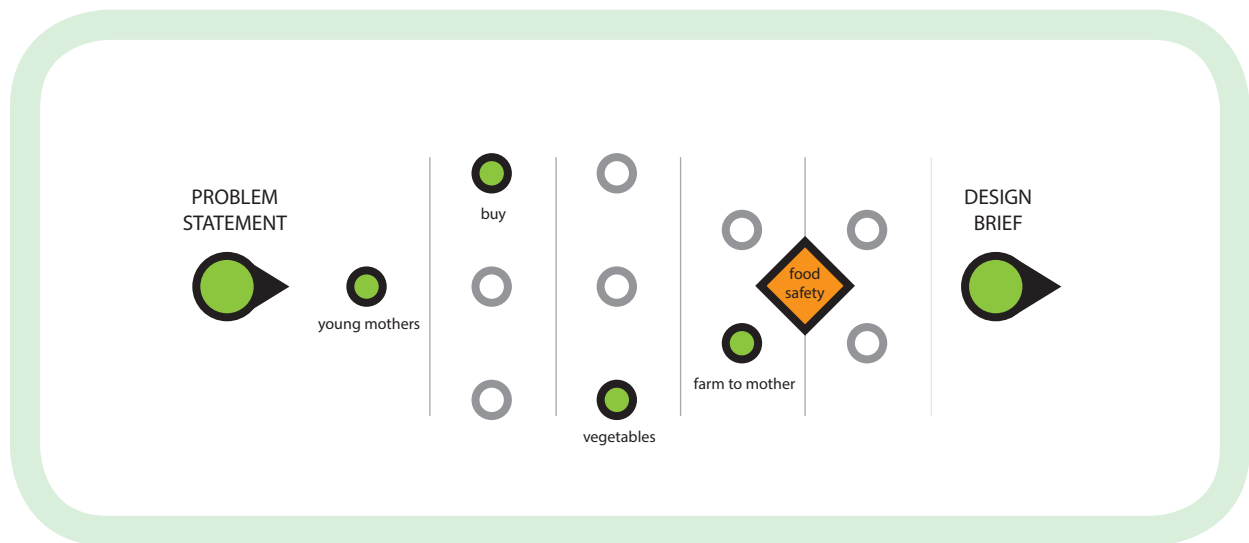 PROBLEM
STATEMENT
young mothers
buy
vegetables
farm to mother
food
safety
DESIGN
BRIEF